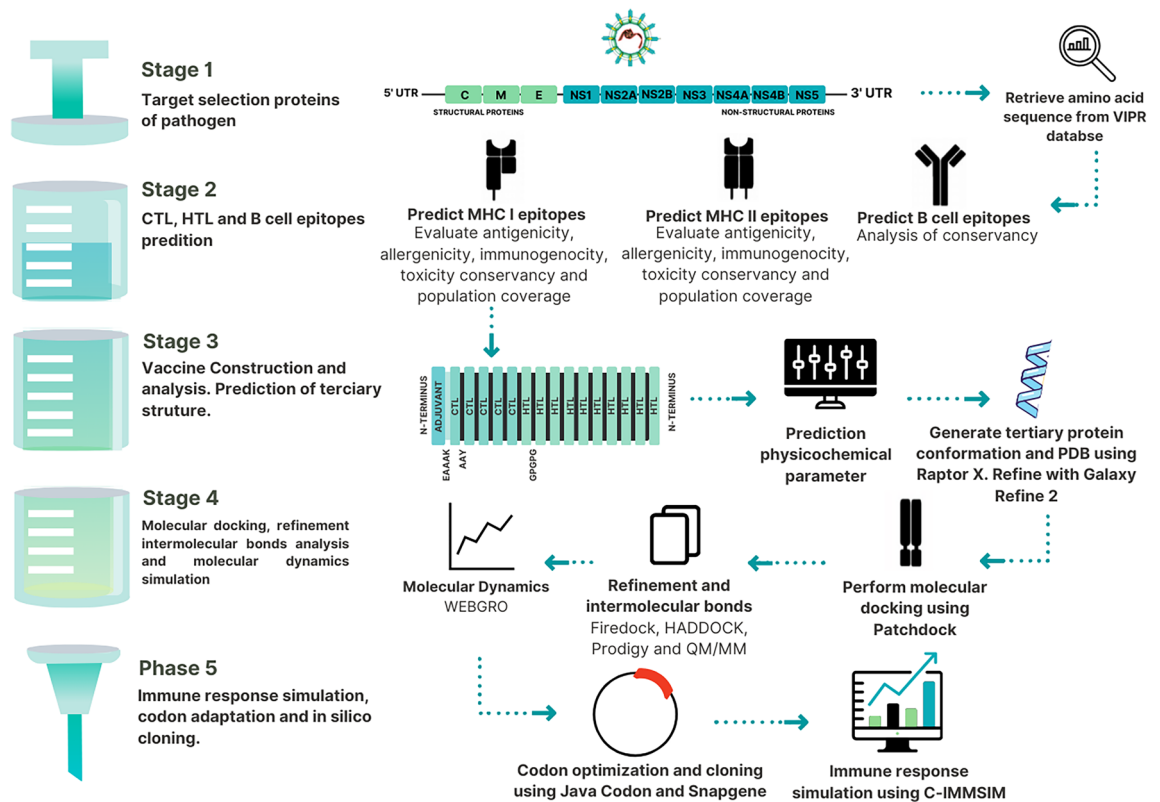 Stage 1
Target selection proteins
of pathogen
5' UTR
C
M
E
NS1
NS2A
NS2B
NS3
NS4A
NS4B
NS5
3' UTR
STRUCTURAL PROTEINS
NON-STRUCTURAL PROTEINS
Retrieve amino acid
sequence from VIPR
databse
Stage 2
CTL, HTL and B cell epitopes
predition
Predict MHC I epitopes
Evaluate antigenicity,
allergenicity, immunogenocity,
toxicity conservancy and
population coverage
Predict MHC II epitopes
Evaluate antigenicity,
allergenicity, immunogenocity,
toxicity conservancy and
population coverage
Predict B cell epitopes
Analysis of conservancy
Stage 3
Vaccine Construction and
analysis. Prediction of terciary
struture.
N-TERMINUS
ADJUVANT
CTL
CTL
CTL
CTL
CTL
HTL
HTL
HTL
HTL
HTL
HTL
HTL
HTL
HTL
HTL
N-TERMINUS
EAAAK
AAY
GPGPG
Prediction
physicochemical
parameter
Generate tertiary protein
conformation and PDB using
Raptor X. Refine with Galaxy
Refine 2
Stage 4
Molecular docking, refinement
intermolecular bonds analysis
and molecular dynamics
simulation
Molecular Dynamics
WEBGRO
Refinement and
intermolecular bonds
Firedock, HADDOCK,
Prodigy and QM/MM
Perform molecular
docking using
Patchdock
Phase 5
Immune response simulation,
codon adaptation and in silico
cloning.
Codon optimization and cloning
using Java Codon and Snapgene
Immune response
simulation using C-IMMSIM